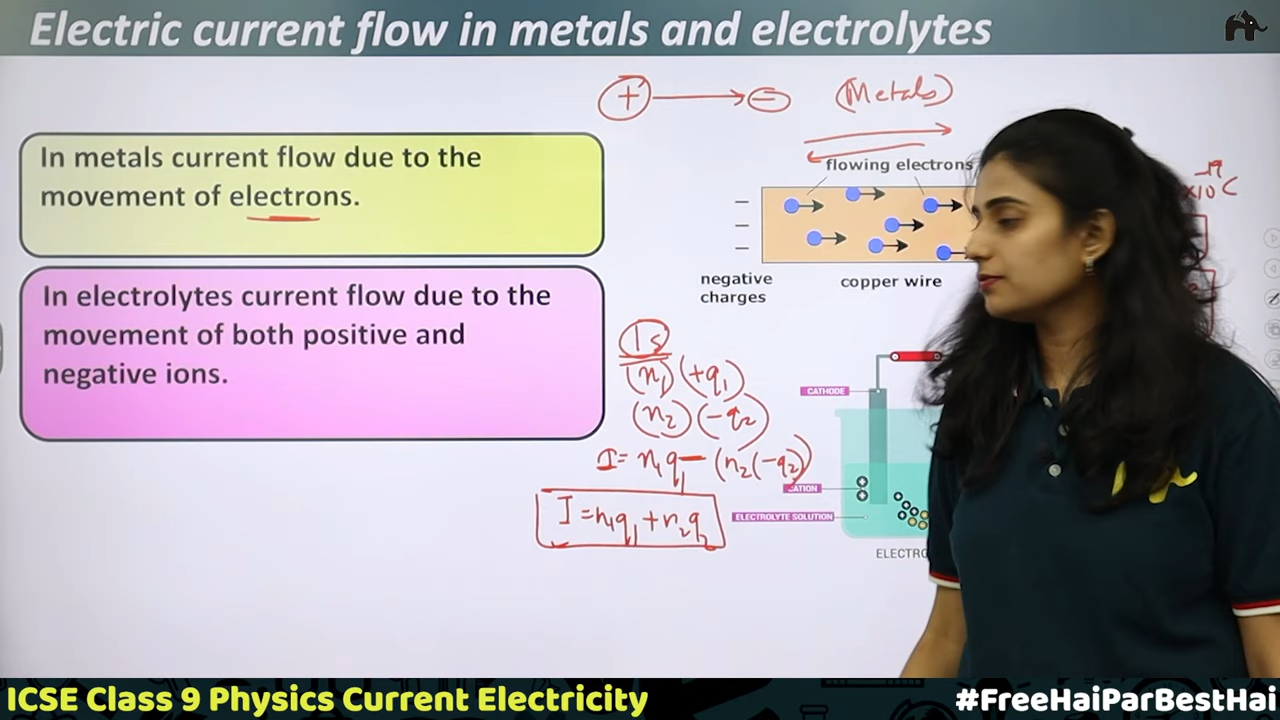 Electric current flow in metals and electrolytes
In metals current flow due to the
movement of electrons.
In electrolytes current flow due to the
movement of both positive and
negative ions.
+ → − (Metals)
flowing electrons
negative
charges
copper wire
×10⁻¹⁹ C
1s
(n₁) (+q₁)
(n₂) (-q₂)
I = n₁q₁ − (n₂(-q₂))
I = n₁q₁ + n₂q₂
CATHODE
CATION
ELECTROLYTE SOLUTION
ELECTRO
ICSE Class 9 Physics Current Electricity
#FreeHaiParBestHai